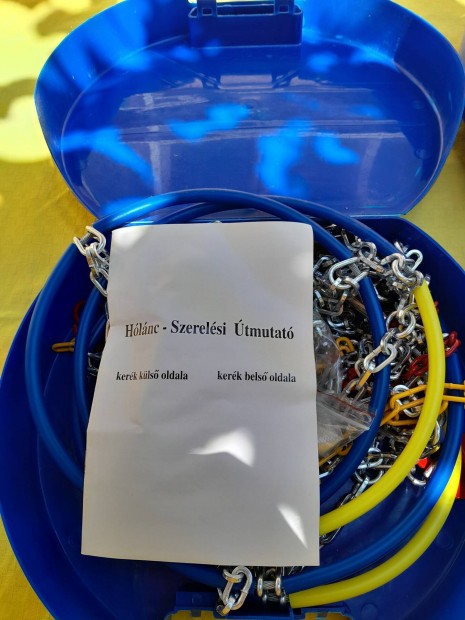 Hólánc - Szerelési Útmutató
kerék külső oldala kerék belső oldala